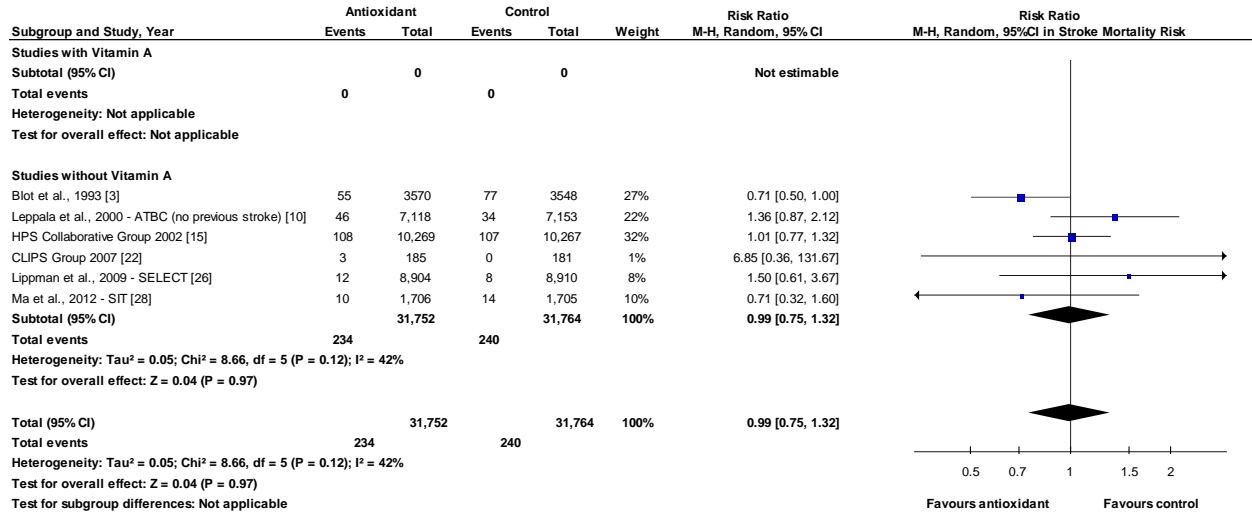 Antioxidant Control Risk Ratio Risk Ratio
Subgroup and Study, Year Events Total Events Total Weight M-H, Random, 95% CI M-H, Random, 95%CI in Stroke Mortality Risk
Studies with Vitamin A
Subtotal (95% CI) 0 0 Not estimable
Total events 0 0
Heterogeneity: Not applicable
Test for overall effect: Not applicable
Studies without Vitamin A
Blot et al., 1993 [3] 55 3570 77 3548 27% 0.71 [0.50, 1.00]
Leppala et al., 2000 - ATBC (no previous stroke) [10] 46 7,118 34 7,153 22% 1.36 [0.87, 2.12]
HPS Collaborative Group 2002 [15] 108 10,269 107 10,267 32% 1.01 [0.77, 1.32]
CLIPS Group 2007 [22] 3 185 0 181 1% 6.85 [0.36, 131.67]
Lippman et al., 2009 - SELECT [26] 12 8,904 8 8,910 8% 1.50 [0.61, 3.67]
Ma et al., 2012 - SIT [28] 10 1,706 14 1,705 10% 0.71 [0.32, 1.60]
Subtotal (95% CI) 31,752 31,764 100% 0.99 [0.75, 1.32]
Total events 234 240
Heterogeneity: Tau² = 0.05; Chi² = 8.66, df = 5 (P = 0.12); I² = 42%
Test for overall effect: Z = 0.04 (P = 0.97)
Total (95% CI) 31,752 31,764 100% 0.99 [0.75, 1.32]
Total events 234 240
Heterogeneity: Tau² = 0.05; Chi² = 8.66, df = 5 (P = 0.12); I² = 42%
Test for overall effect: Z = 0.04 (P = 0.97)
Test for subgroup differences: Not applicable
0.5 0.7 1 1.5 2
Favours antioxidant Favours control